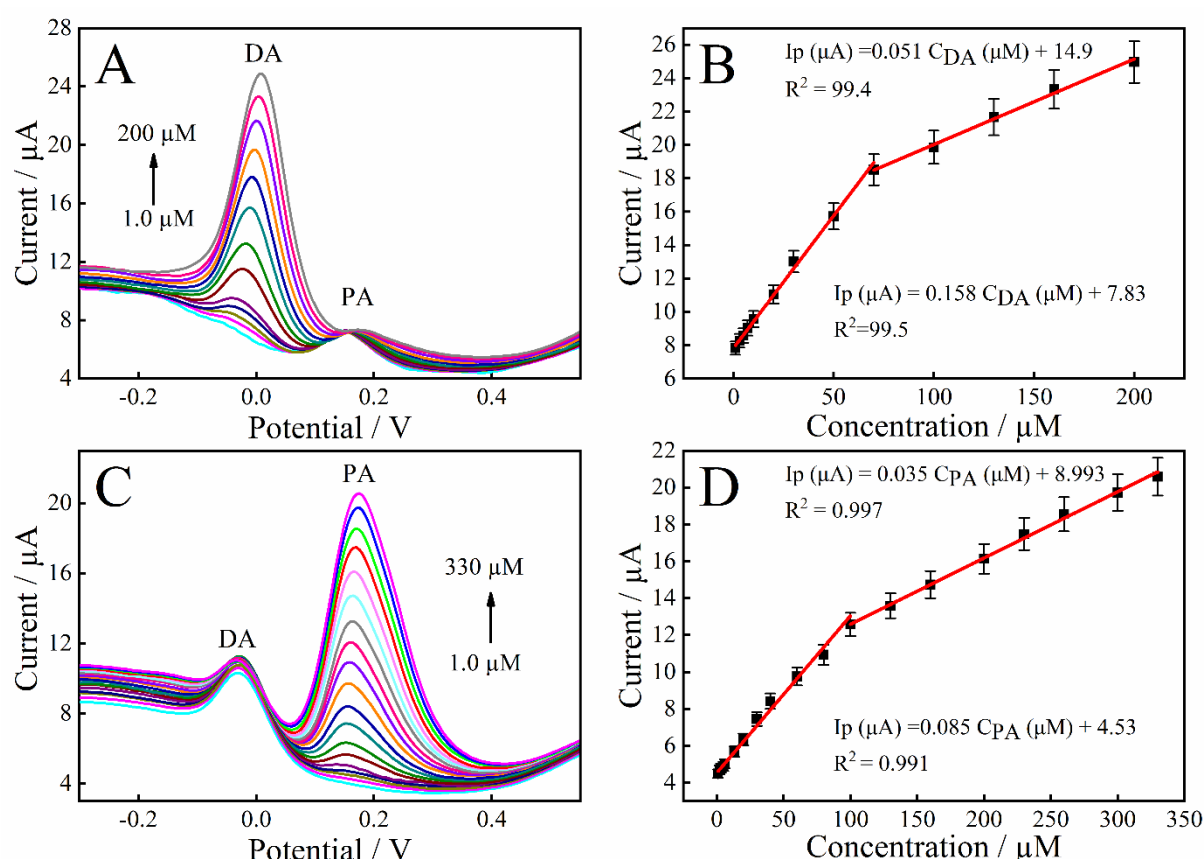 A
DA
PA
200 µM
1.0 µM
28
24
20
16
12
8
4
-0.2
0.0
0.2
0.4
Current / µA
Potential / V
B
Ip (µA) =0.051 C_DA (µM) + 14.9
R² = 99.4
Ip (µA) = 0.158 C_DA (µM) + 7.83
R²=99.5
26
24
22
20
18
16
14
12
10
8
6
0
50
100
150
200
Current / µA
Concentration / µM
C
DA
PA
330 µM
1.0 µM
20
16
12
8
4
-0.2
0.0
0.2
0.4
Current / µA
Potential / V
D
Ip (µA) = 0.035 C_PA (µM) + 8.993
R² = 0.997
Ip (µA) =0.085 C_PA (µM) + 4.53
R² = 0.991
22
20
18
16
14
12
10
8
6
4
0
50
100
150
200
250
300
350
Current / µA
Concentration / µM